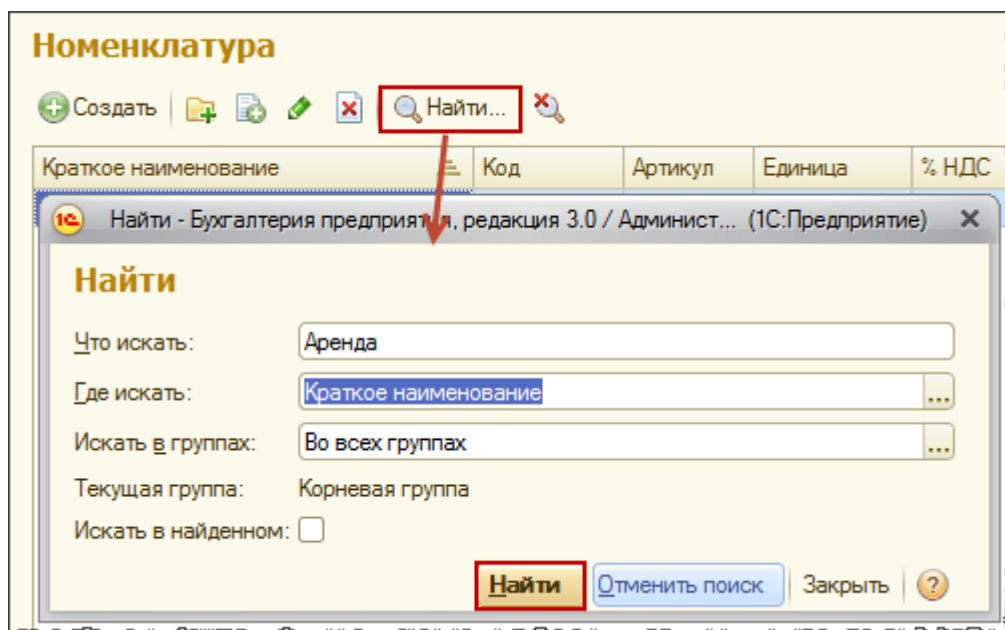 Номенклатура
Создать Найти...
Краткое наименование Код Артикул Единица % НДС
1С Найти - Бухгалтерия предприятия, редакция 3.0 / Админист... (1С:Предприятие)
Найти
Что искать: Аренда
Где искать: Краткое наименование ...
Искать в группах: Во всех группах ...
Текущая группа: Корневая группа
Искать в найденном:
Найти Отменить поиск Закрыть ?